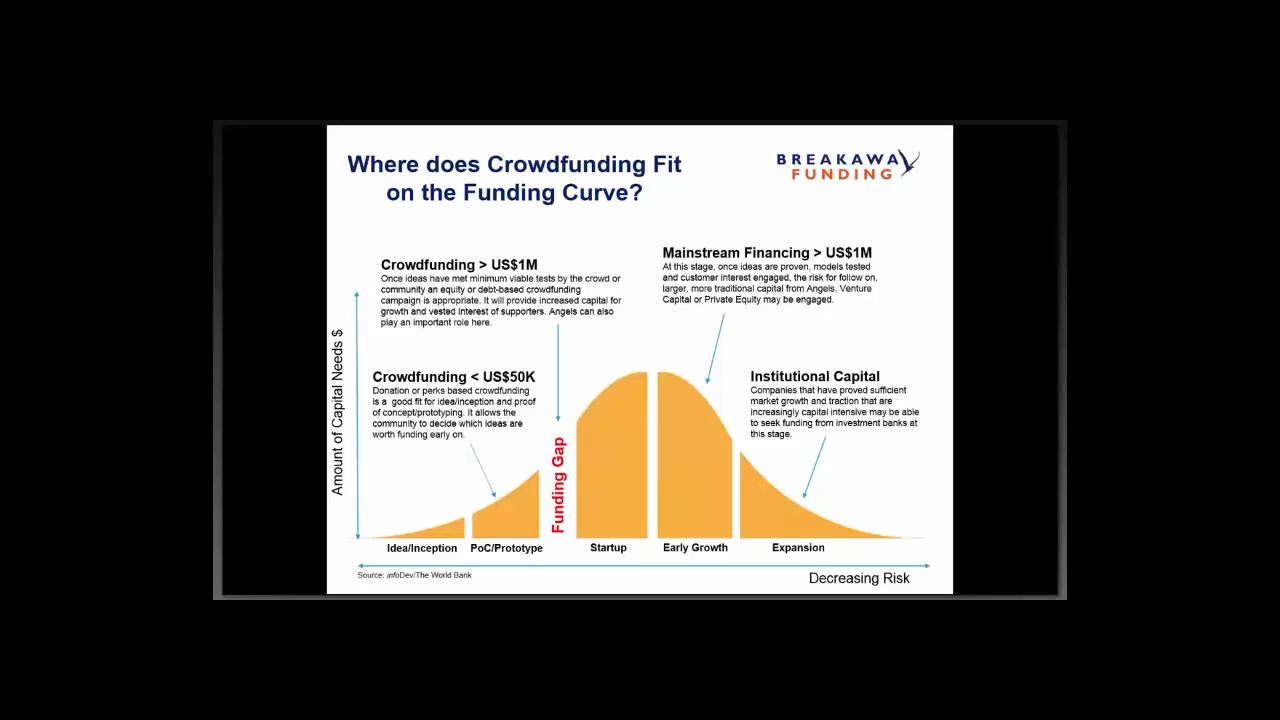 Where does Crowdfunding Fit
on the Funding Curve?
BREAKAWAY
FUNDING
Crowdfunding > US$1M
Once ideas have met minimum viable tests by the crowd or
community an equity or debt-based crowdfunding
campaign is appropriate. It will provide increased capital for
growth and vested interest of supporters. Angels can also
play an important role here.
Mainstream Financing > US$1M
At this stage, once ideas are proven, models tested
and customer interest engaged, the risk for follow on,
larger, more traditional capital from Angels, Venture
Capital or Private Equity may be engaged.
Crowdfunding < US$50K
Donation or perks based crowdfunding
is a good fit for idea/inception and proof
of concept/prototyping. It allows the
community to decide which ideas are
worth funding early on.
Institutional Capital
Companies that have proved sufficient
market growth and traction that are
increasingly capital intensive may be able
to seek funding from investment banks at
this stage.
Amount of Capital Needs $
Funding Gap
Idea/Inception
PoC/Prototype
Startup
Early Growth
Expansion
Source: infoDev/The World Bank
Decreasing Risk